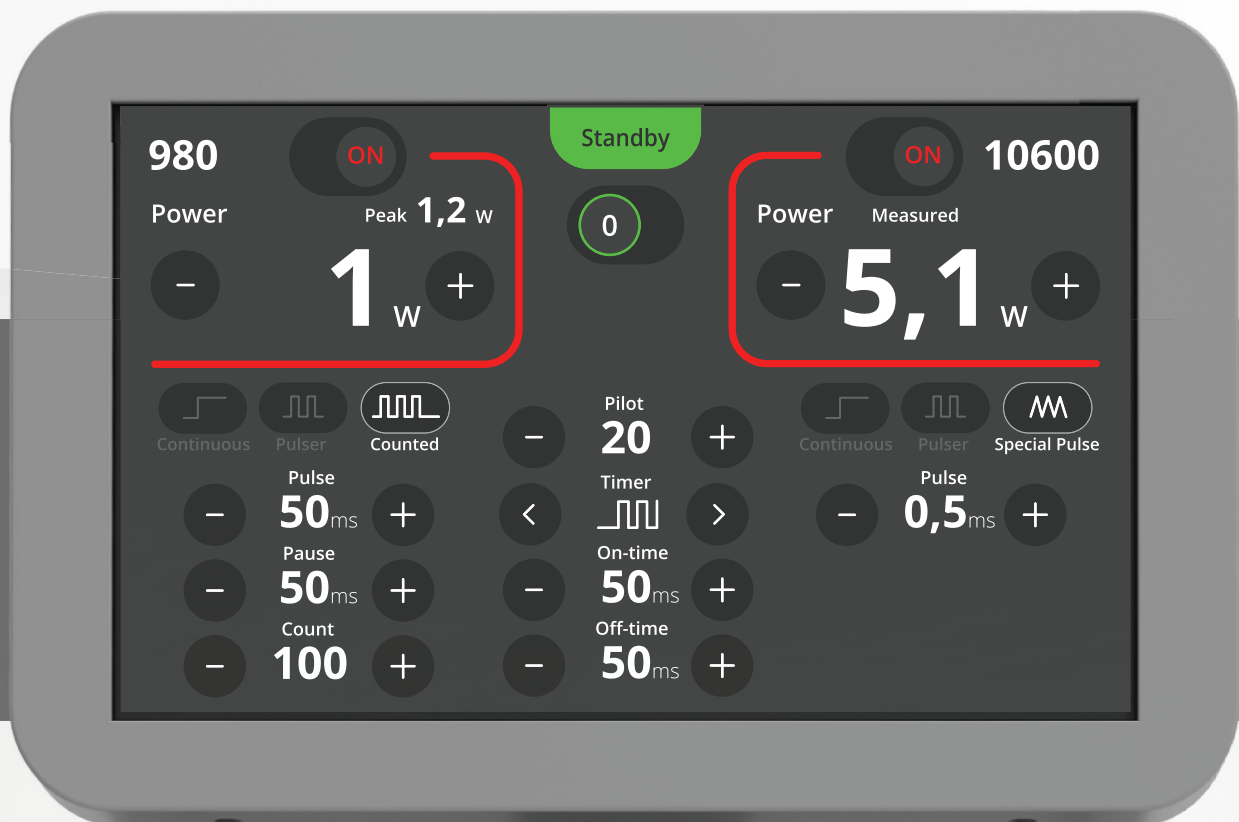 Standby
980
ON
ON
10600
Power
Peak 1,2 W
0
Power
Measured
−
1 W
+
−
5,1 W
+
Continuous
Pulser
Counted
Pilot
−
20
+
Continuous
Pulser
Special Pulse
Pulse
−
50ms
+
Timer
<
>
Pulse
−
0,5ms
+
Pause
−
50ms
+
On-time
−
50ms
+
Count
−
100
+
Off-time
−
50ms
+